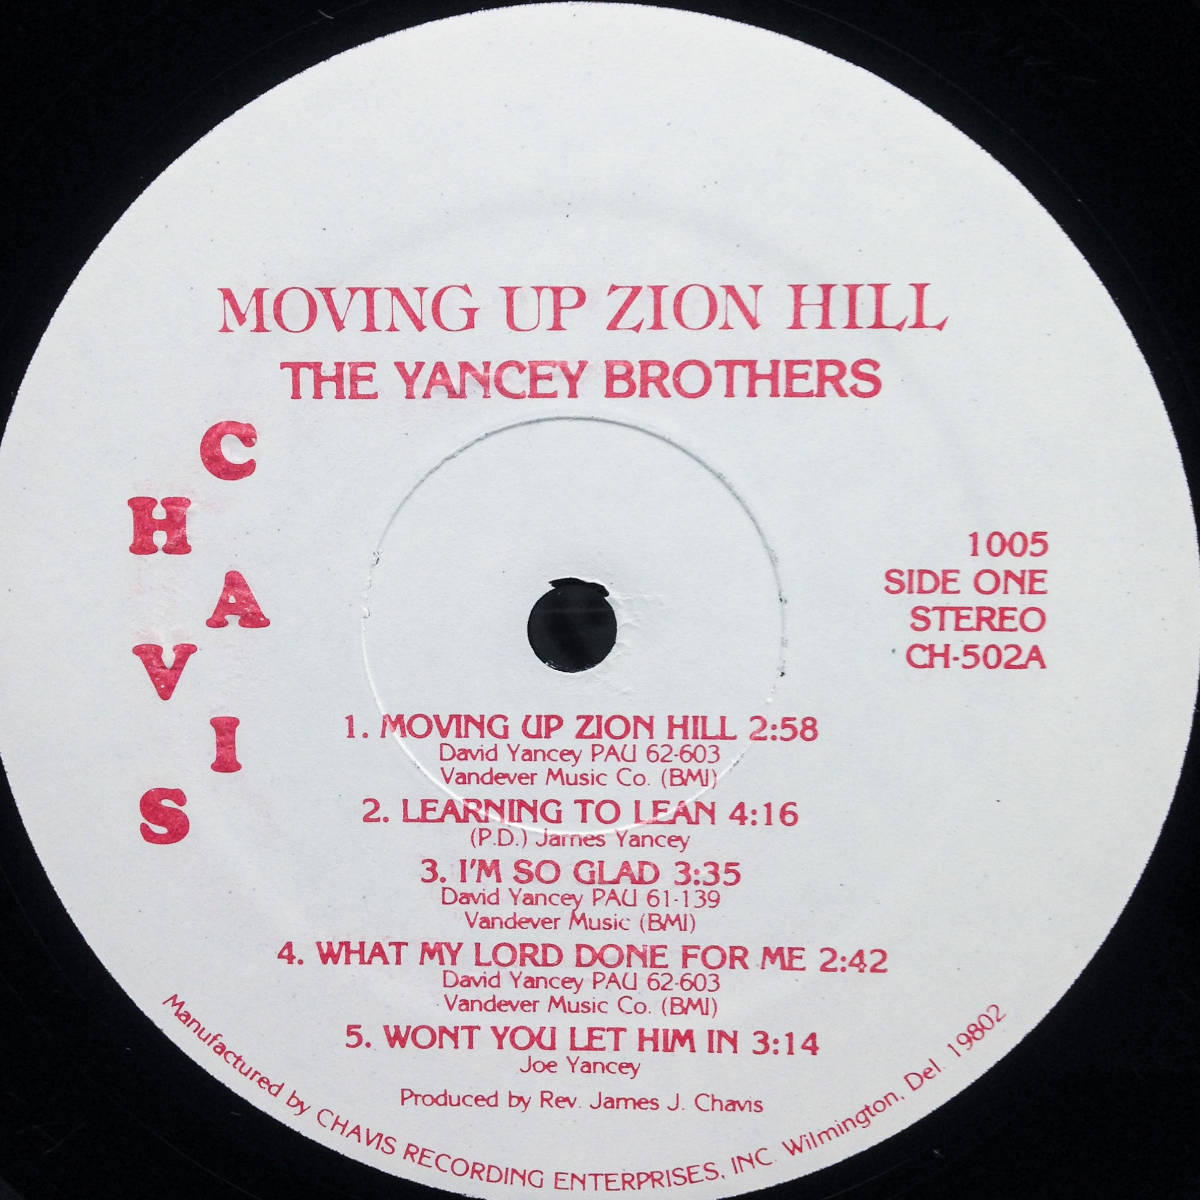 MOVING UP ZION HILL
THE YANCEY BROTHERS
CHAVIS
1005
SIDE ONE
STEREO
CH-502A
1. MOVING UP ZION HILL 2:58
David Yancey PAU 62-603
Vandever Music Co. (BMI)
2. LEARNING TO LEAN 4:16
(P.D.) James Yancey
3. I'M SO GLAD 3:35
David Yancey PAU 61-139
Vandever Music (BMI)
4. WHAT MY LORD DONE FOR ME 2:42
David Yancey PAU 62-603
Vandever Music Co. (BMI)
5. WONT YOU LET HIM IN 3:14
Joe Yancey
Produced by Rev. James J. Chavis
Manufactured by CHAVIS RECORDING ENTERPRISES, INC. Wilmington, Del. 19802